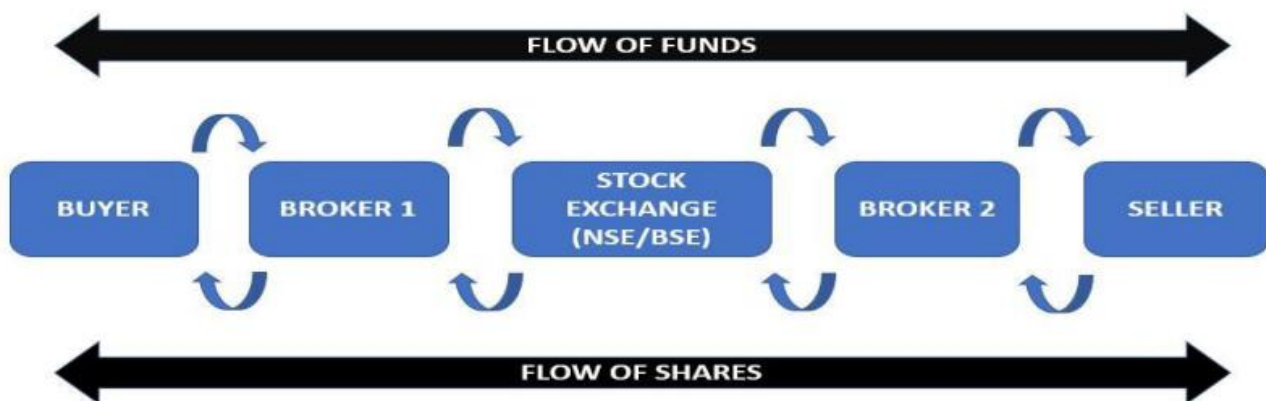 FLOW OF FUNDS
BUYER
BROKER 1
STOCK
EXCHANGE
(NSE/BSE)
BROKER 2
SELLER
FLOW OF SHARES